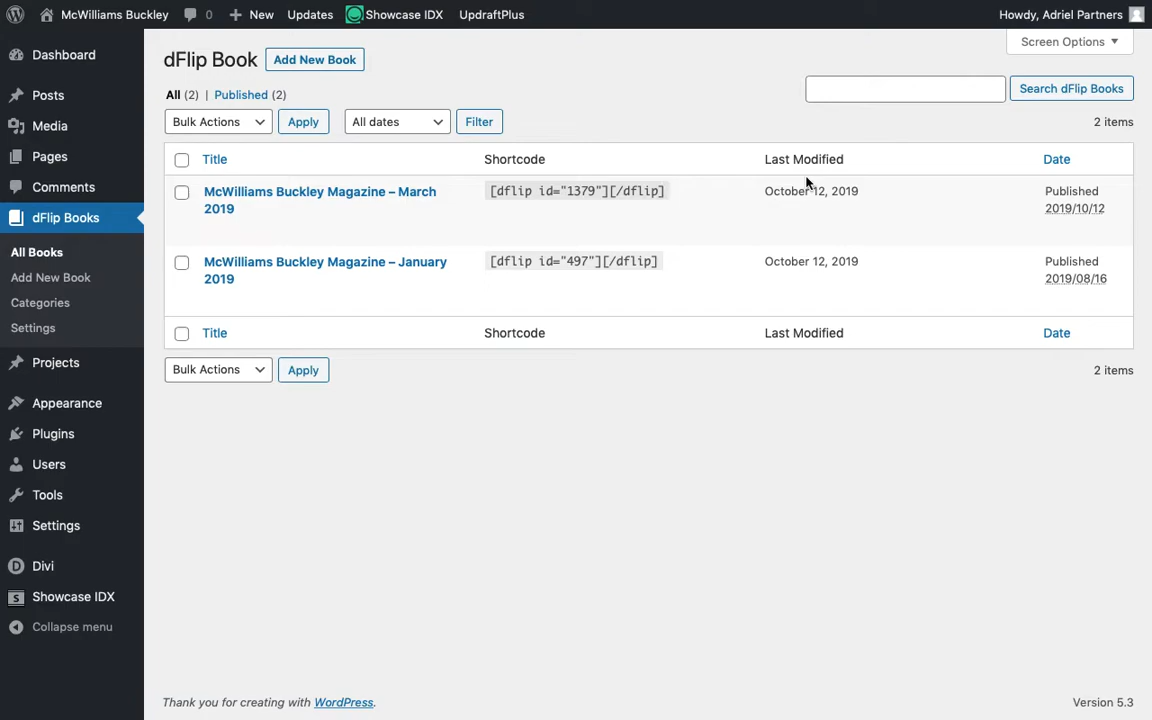 McWilliams Buckley 0 New Updates Showcase IDX UpdraftPlus Howdy, Adriel Partners
Screen Options
Dashboard
Posts
Media
Pages
Comments
dFlip Books
All Books
Add New Book
Categories
Settings
Projects
Appearance
Plugins
Users
Tools
Settings
Divi
Showcase IDX
Collapse menu
dFlip Book Add New Book
All (2) | Published (2)
Search dFlip Books
Bulk Actions Apply All dates Filter 2 items
Title Shortcode Last Modified Date
McWilliams Buckley Magazine – March [dflip id="1379"][/dflip] October 12, 2019 Published
2019 2019/10/12
McWilliams Buckley Magazine – January [dflip id="497"][/dflip] October 12, 2019 Published
2019 2019/08/16
Title Shortcode Last Modified Date
Bulk Actions Apply 2 items
Thank you for creating with WordPress. Version 5.3